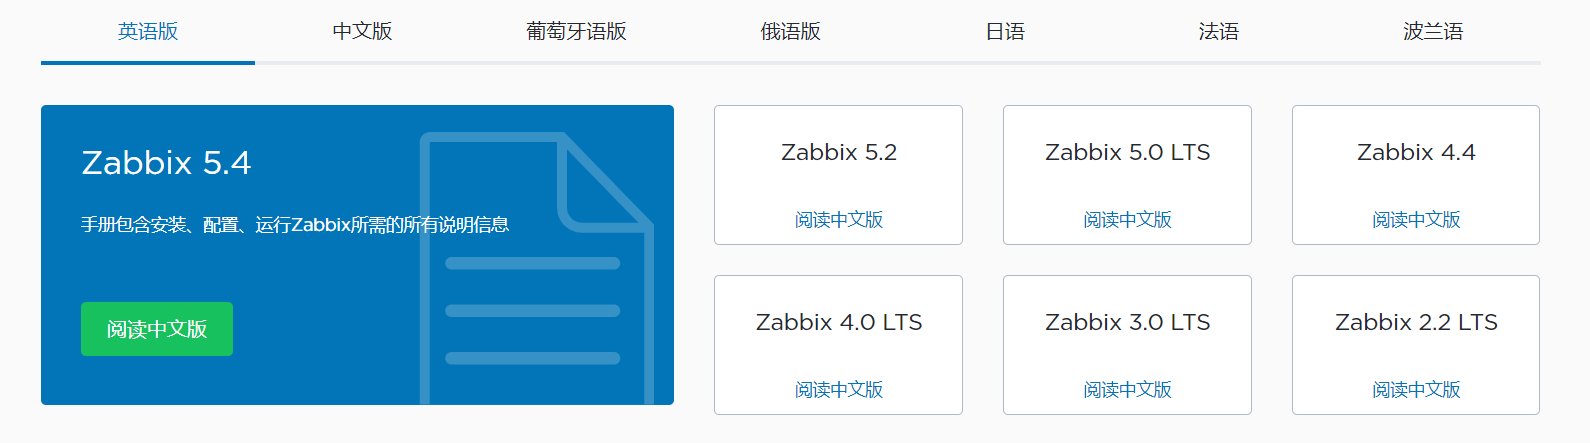 英语版 中文版 葡萄牙语版 俄语版 日语 法语 波兰语
Zabbix 5.4
手册包含安装、配置、运行Zabbix所需的所有说明信息
阅读中文版
Zabbix 5.2
阅读中文版
Zabbix 5.0 LTS
阅读中文版
Zabbix 4.4
阅读中文版
Zabbix 4.0 LTS
阅读中文版
Zabbix 3.0 LTS
阅读中文版
Zabbix 2.2 LTS
阅读中文版